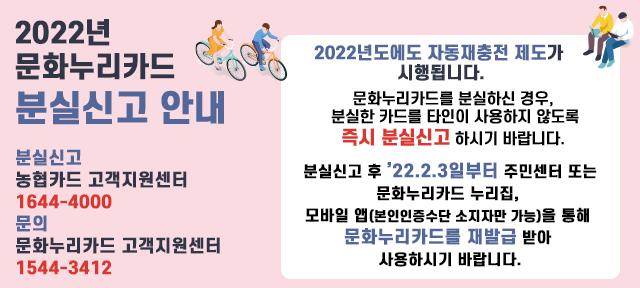 2022년
문화누리카드
분실신고 안내
분실신고
농협카드 고객지원센터
1644-4000
문의
문화누리카드 고객지원센터
1544-3412
2022년도에도 자동재충전 제도가
시행됩니다.
문화누리카드를 분실하신 경우,
분실한 카드를 타인이 사용하지 않도록
즉시 분실신고 하시기 바랍니다.
분실신고 후 ’22.2.3일부터 주민센터 또는
문화누리카드 누리집,
모바일 앱(본인인증수단 소지자만 가능)을 통해
문화누리카드를 재발급 받아
사용하시기 바랍니다.